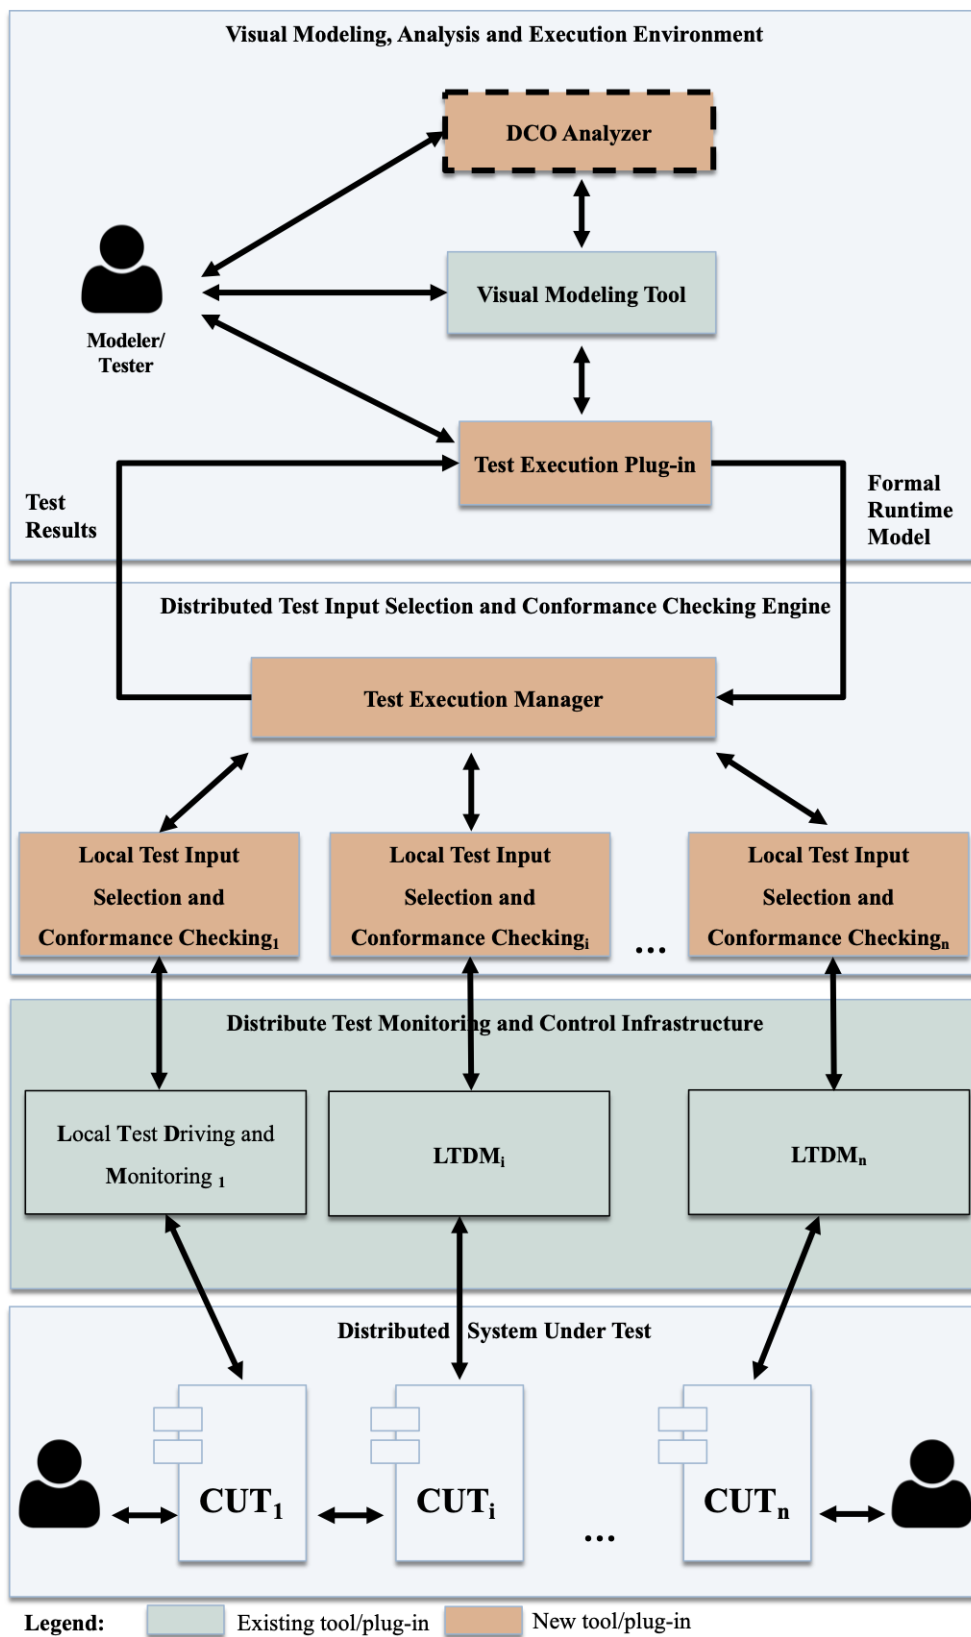 Visual Modeling, Analysis and Execution Environment
DCO Analyzer
Visual Modeling Tool
Modeler/
Tester
Test Execution Plug-in
Test
Results
Formal
Runtime
Model
Distributed Test Input Selection and Conformance Checking Engine
Test Execution Manager
Local Test Input
Selection and
Conformance Checking1
Local Test Input
Selection and
Conformance Checkingi
...
Local Test Input
Selection and
Conformance Checkingn
Distribute Test Monitoring and Control Infrastructure
Local Test Driving and
Monitoring 1
LTDMi
LTDMn
Distributed System Under Test
CUT1
CUTi
...
CUTn
Legend:
Existing tool/plug-in
New tool/plug-in